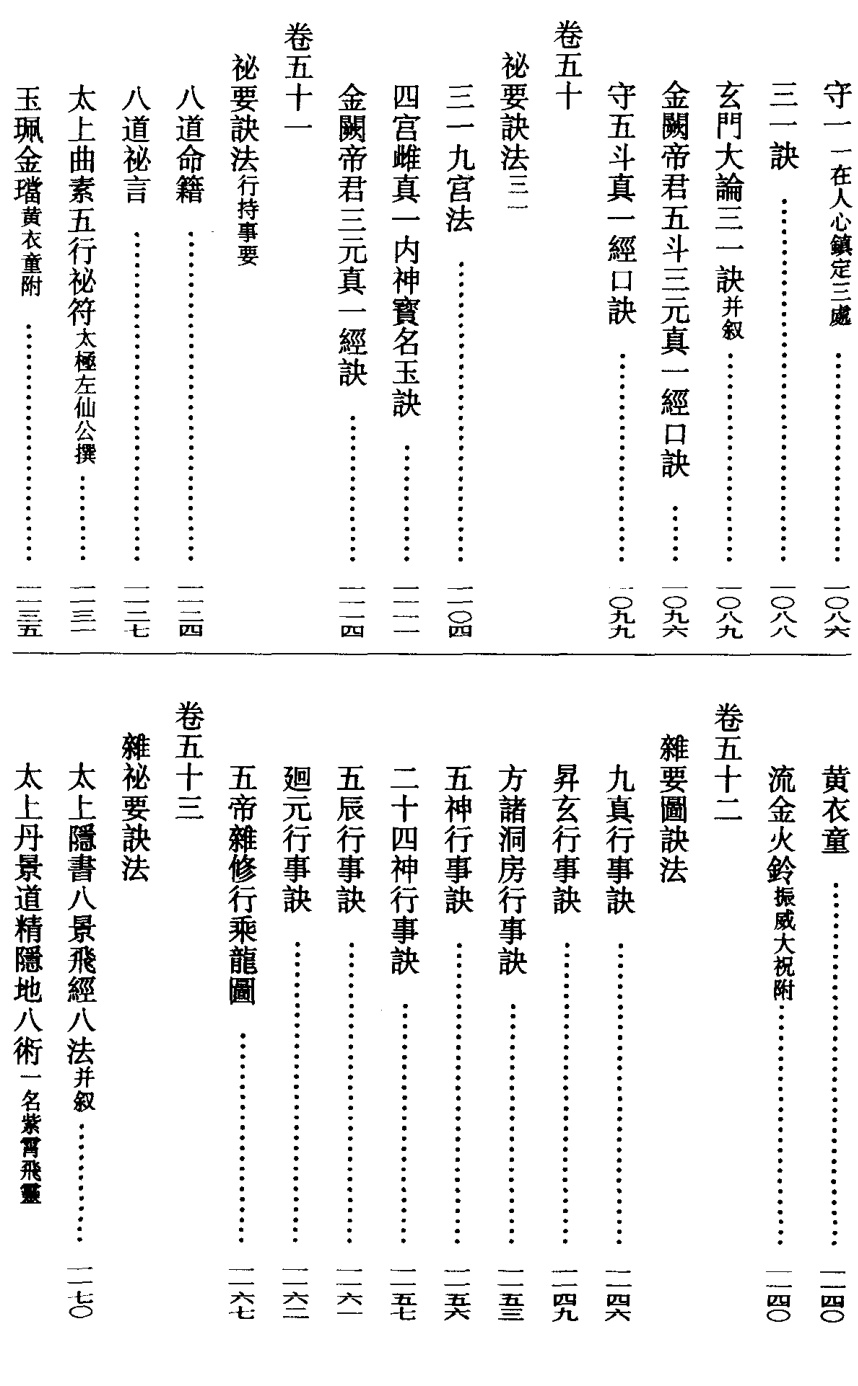 守一一在人心鎮定三處……一〇八六
三一訣……一〇八八
玄門大論三一訣并叙……一〇八九
金闕帝君五斗三元真一經口訣……一〇九六
守五斗真一經口訣……一〇九九
卷五十
祕要訣法三一
三一九宮法……一一〇四
四宮雌真一内神寶名玉訣……一一一一
金闕帝君三元真一經訣……一一一四
卷五十一
祕要訣法行持事要
八道命籍……一一二四
八道祕言……一一二七
太上曲素五行祕符太極左仙公撰……一一三一
玉珮金璫黃衣童附……一一三五
黃衣童……一一四〇
流金火鈴振威大祝附……一一四〇
卷五十二
雜要圖訣法
九真行事訣……一一四六
昇玄行事訣……一一四九
方諸洞房行事訣……一一五三
五神行事訣……一一五六
二十四神行事訣……一一五七
五辰行事訣……一一六一
廻元行事訣……一一六二
五帝雜修行乘龍圖……一一六七
卷五十三
雜祕要訣法
太上隱書八景飛經八法并叙……一一七〇
太上丹景道精隱地八術一名紫霄飛靈